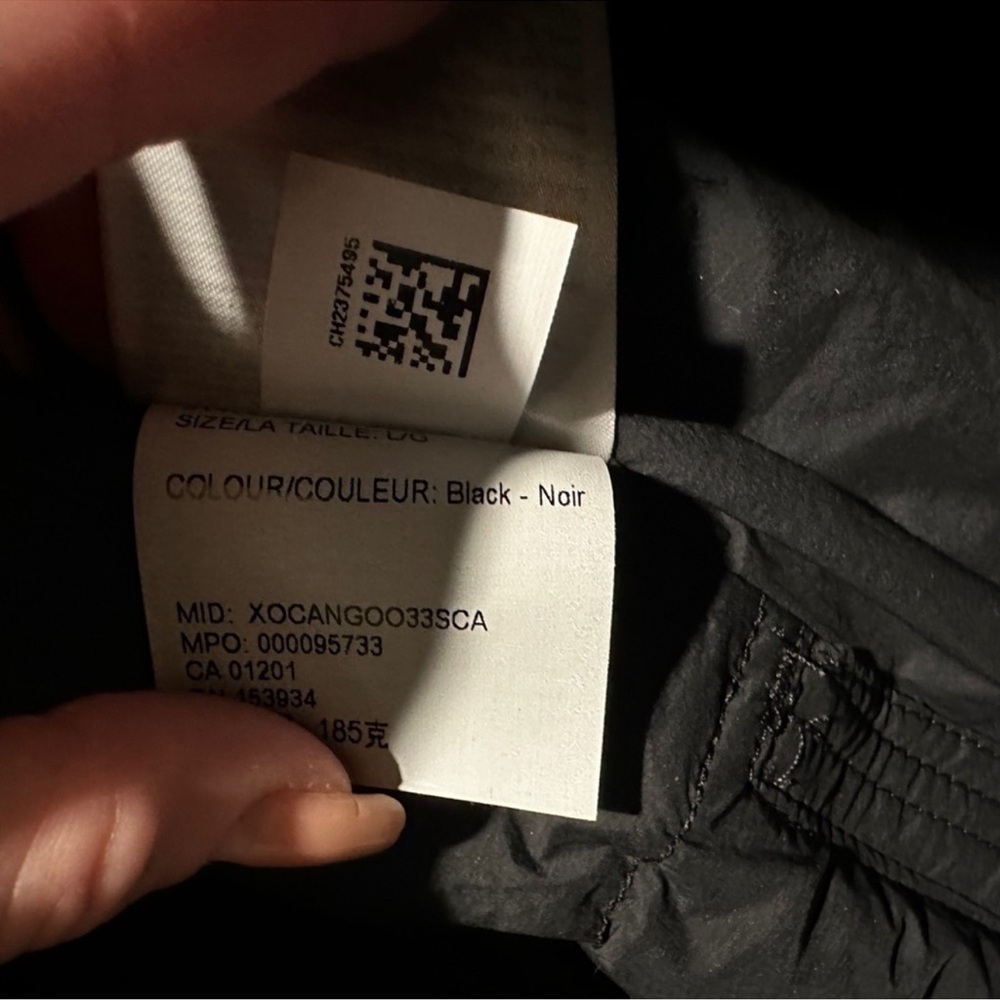 CH2375495
SIZE/LA TAILLE: L/G
COLOUR/COULEUR: Black - Noir
MID: XOCANGOO33SCA
MPO: 000095733
CA 01201
153934
185克